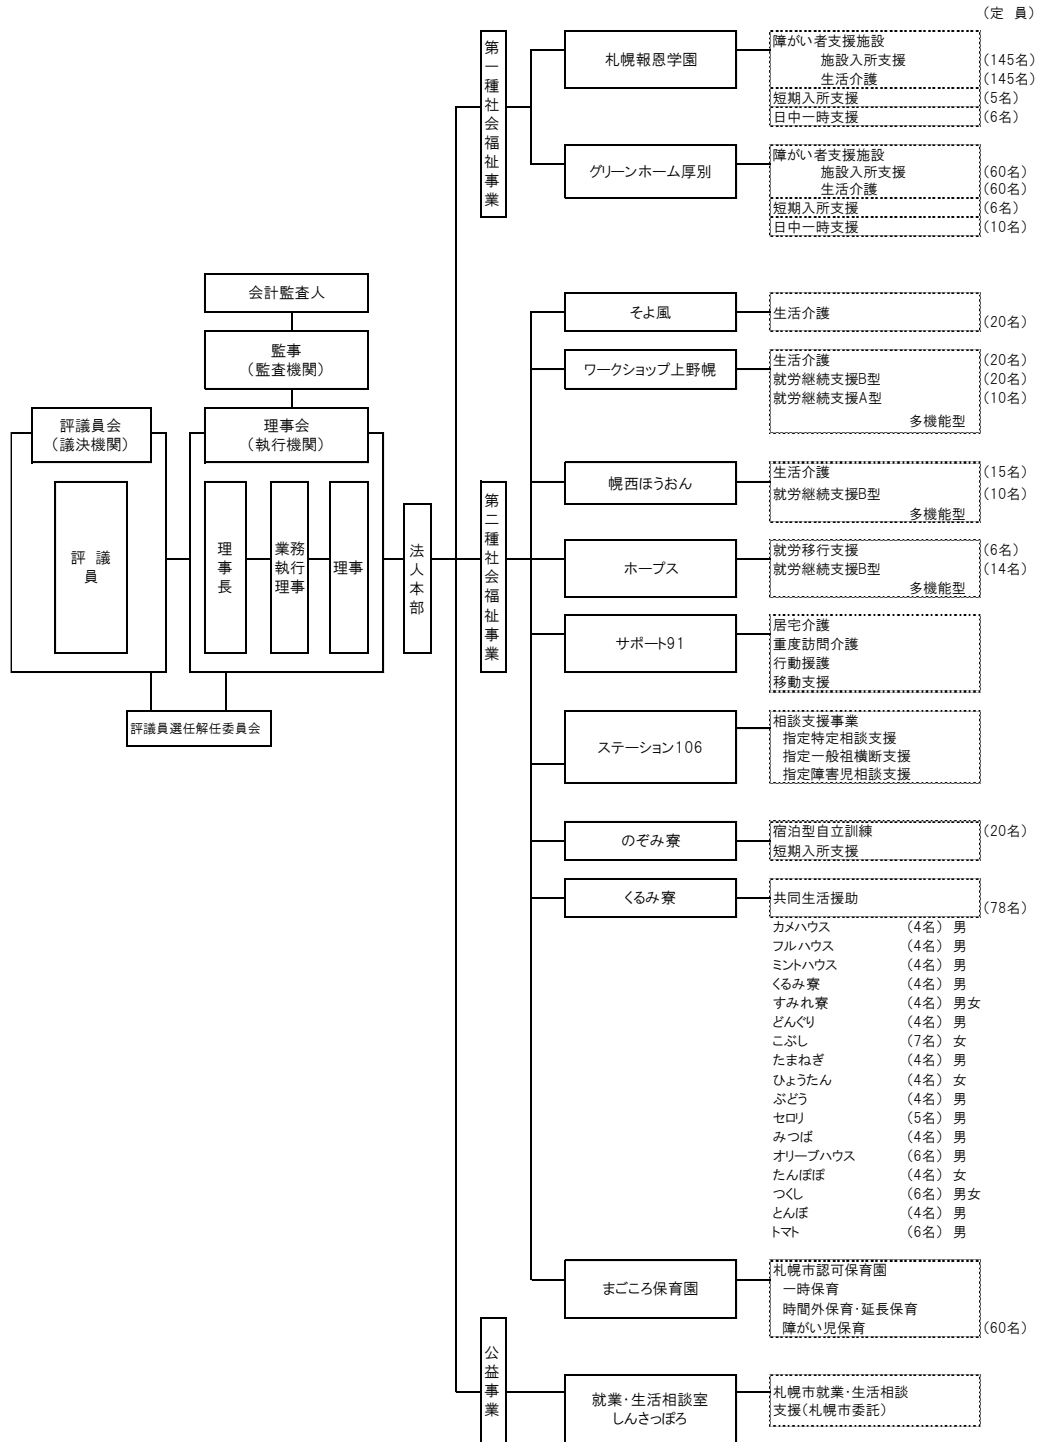 （定　員）
第一種社会福祉事業
札幌報恩学園
障がい者支援施設
施設入所支援　（145名）
生活介護　（145名）
短期入所支援　（5名）
日中一時支援　（6名）
グリーンホーム厚別
障がい者支援施設
施設入所支援　（60名）
生活介護　（60名）
短期入所支援　（6名）
日中一時支援　（10名）
会計監査人
監事
（監査機関）
評議員会
（議決機関）
理事会
（執行機関）
評　議
員
理事長
業務
執行
理事
理事
法人本部
評議員選任解任委員会
第二種社会福祉事業
そよ風
生活介護　（20名）
ワークショップ上野幌
生活介護　（20名）
就労継続支援B型　（20名）
就労継続支援A型　（10名）
多機能型
幌西ほうおん
生活介護　（15名）
就労継続支援B型　（10名）
多機能型
ホープス
就労移行支援　（6名）
就労継続支援B型　（14名）
多機能型
サポート91
居宅介護
重度訪問介護
行動援護
移動支援
ステーション106
相談支援事業
指定特定相談支援
指定一般祖横断支援
指定障害児相談支援
のぞみ寮
宿泊型自立訓練　（20名）
短期入所支援
くるみ寮
共同生活援助　（78名）
カメハウス　（4名）　男
フルハウス　（4名）　男
ミントハウス　（4名）　男
くるみ寮　（4名）　男
すみれ寮　（4名）　男女
どんぐり　（4名）　男
こぶし　（7名）　女
たまねぎ　（4名）　男
ひょうたん　（4名）　女
ぶどう　（4名）　男
セロリ　（5名）　男
みつば　（4名）　男
オリーブハウス　（6名）　男
たんぽぽ　（4名）　女
つくし　（6名）　男女
とんぼ　（4名）　男
トマト　（6名）　男
まごころ保育園
札幌市認可保育園
一時保育
時間外保育・延長保育
障がい児保育　（60名）
公益事業
就業・生活相談室
しんさっぽろ
札幌市就業・生活相談
支援（札幌市委託）